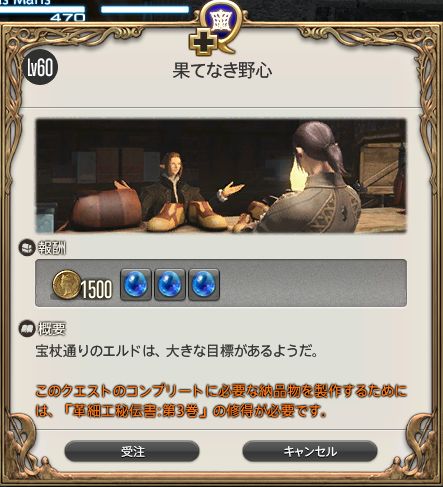 470
Lv60
果てなき野心
報酬
1500
概要
宝杖通りのエルドは、大きな目標があるようだ。
このクエストのコンプリートに必要な納品物を製作するために
は、「革細工秘伝書:第3巻」の修得が必要です。
受注
キャンセル